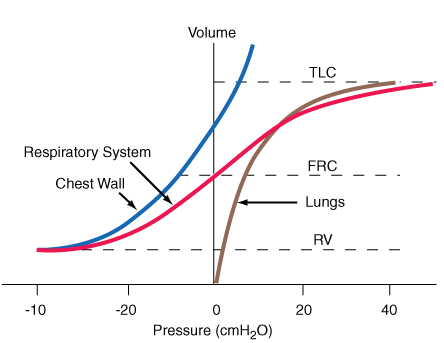 Volume
TLC
Respiratory System
FRC
Chest Wall
Lungs
RV
-10 -20 0 20 40
Pressure (cmH₂O)